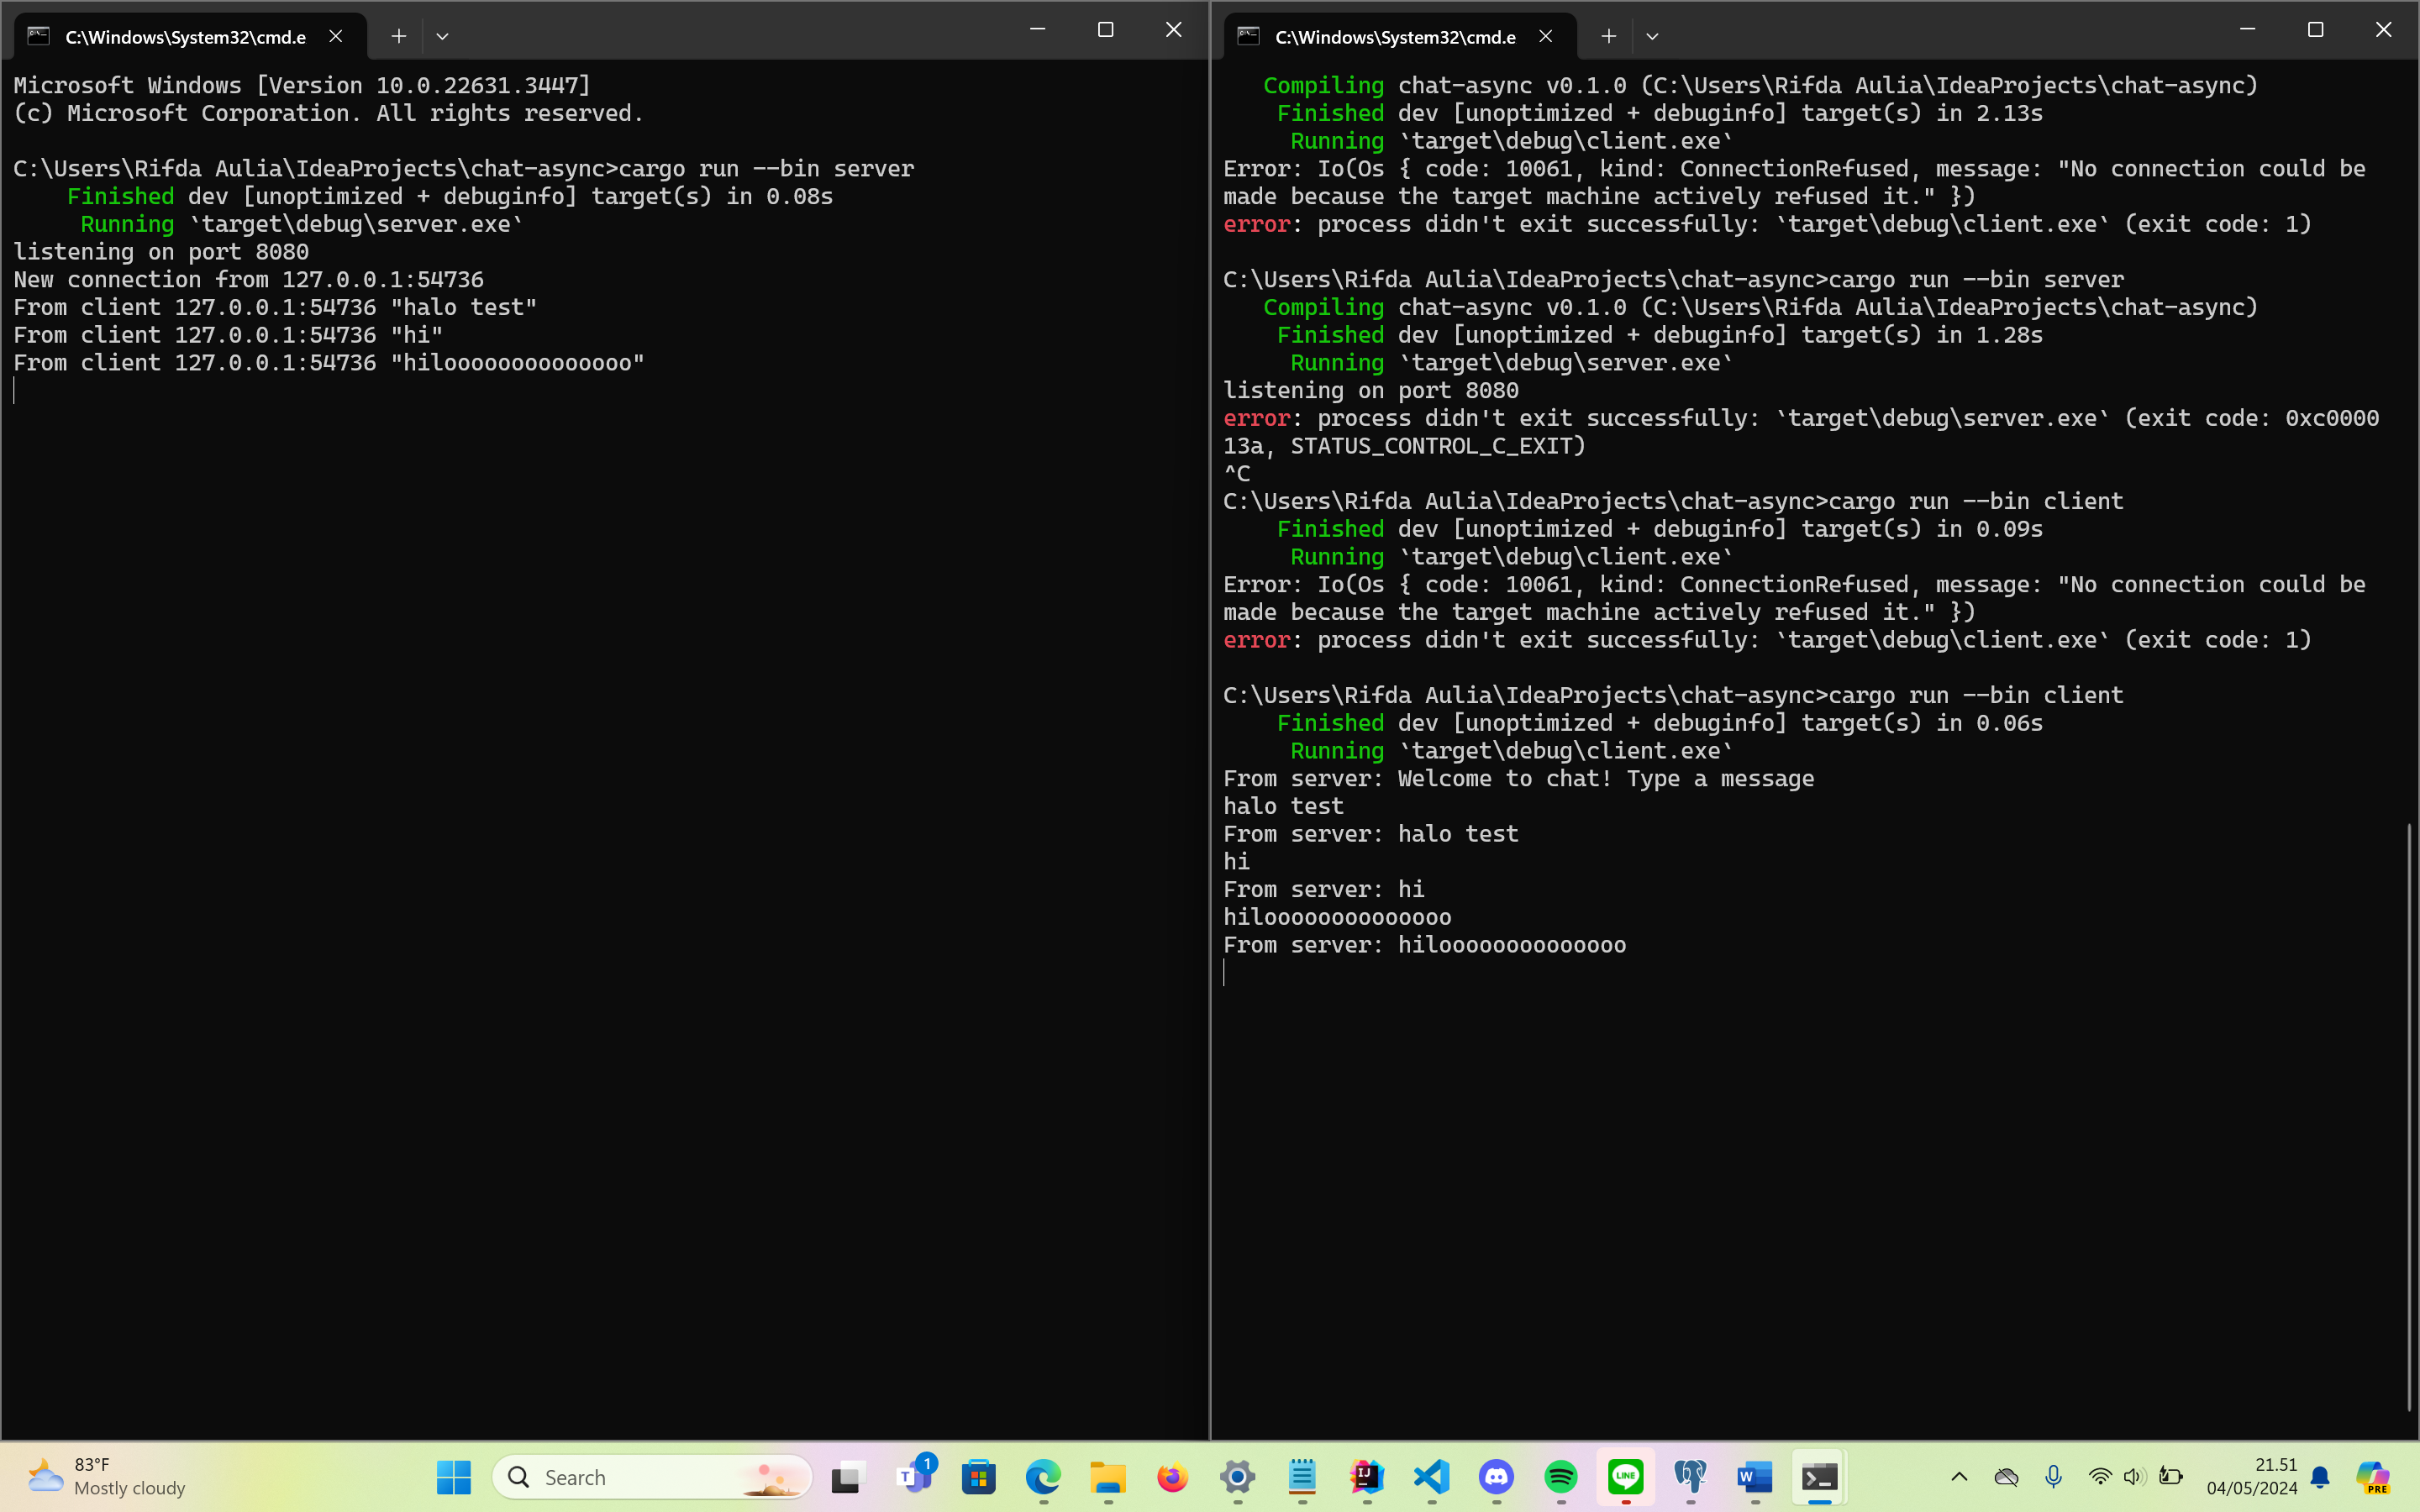 C:\Windows\System32\cmd.e
Microsoft Windows [Version 10.0.22631.3447]
(c) Microsoft Corporation. All rights reserved.
C:\Users\Rifda Aulia\IdeaProjects\chat-async>cargo run --bin server
Finished dev [unoptimized + debuginfo] target(s) in 0.08s
Running `target\debug\server.exe`
listening on port 8080
New connection from 127.0.0.1:54736
From client 127.0.0.1:54736 "halo test"
From client 127.0.0.1:54736 "hi"
From client 127.0.0.1:54736 "hiloooooooooooooo"
C:\Windows\System32\cmd.e
Compiling chat-async v0.1.0 (C:\Users\Rifda Aulia\IdeaProjects\chat-async)
Finished dev [unoptimized + debuginfo] target(s) in 2.13s
Running `target\debug\client.exe`
Error: Io(Os { code: 10061, kind: ConnectionRefused, message: "No connection could be
made because the target machine actively refused it." })
error: process didn't exit successfully: `target\debug\client.exe` (exit code: 1)
C:\Users\Rifda Aulia\IdeaProjects\chat-async>cargo run --bin server
Compiling chat-async v0.1.0 (C:\Users\Rifda Aulia\IdeaProjects\chat-async)
Finished dev [unoptimized + debuginfo] target(s) in 1.28s
Running `target\debug\server.exe`
listening on port 8080
error: process didn't exit successfully: `target\debug\server.exe` (exit code: 0xc0000
13a, STATUS_CONTROL_C_EXIT)
^C
C:\Users\Rifda Aulia\IdeaProjects\chat-async>cargo run --bin client
Finished dev [unoptimized + debuginfo] target(s) in 0.09s
Running `target\debug\client.exe`
Error: Io(Os { code: 10061, kind: ConnectionRefused, message: "No connection could be
made because the target machine actively refused it." })
error: process didn't exit successfully: `target\debug\client.exe` (exit code: 1)
C:\Users\Rifda Aulia\IdeaProjects\chat-async>cargo run --bin client
Finished dev [unoptimized + debuginfo] target(s) in 0.06s
Running `target\debug\client.exe`
From server: Welcome to chat! Type a message
halo test
From server: halo test
hi
From server: hi
hiloooooooooooooo
From server: hiloooooooooooooo
83°F
Mostly cloudy
Search
T
1
IJ
LINE
W
21.51
04/05/2024
PRE